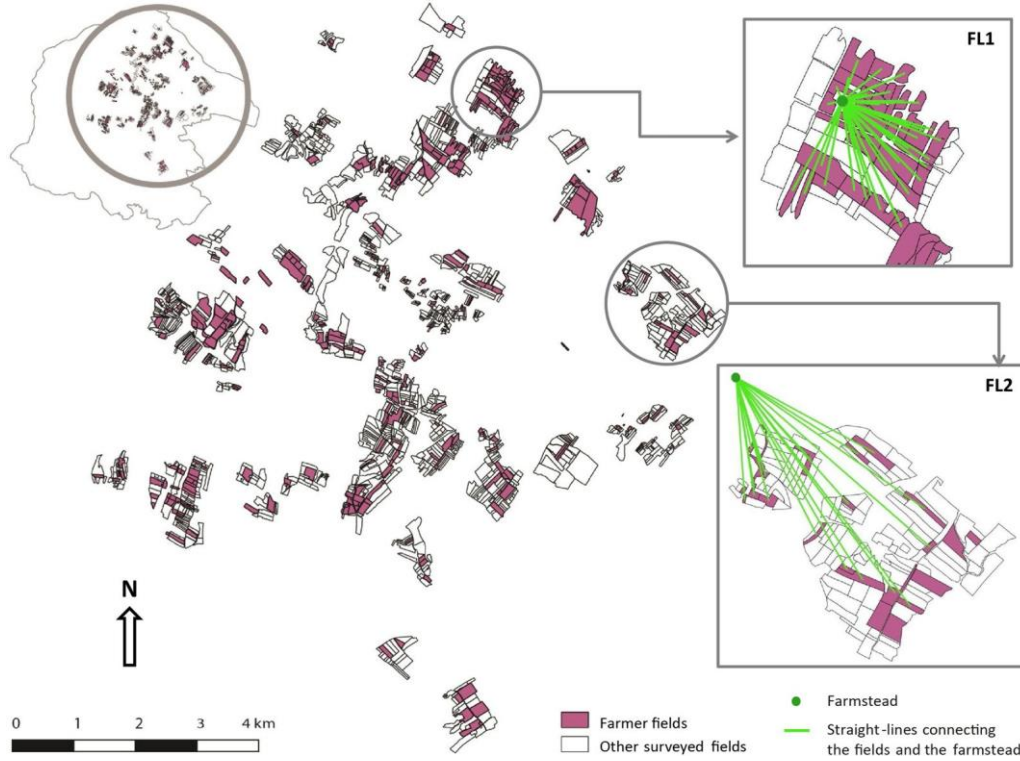 FL1
FL2
N
0 1 2 3 4 km
Farmer fields
Other surveyed fields
Farmstead
Straight-lines connecting
the fields and the farmstead